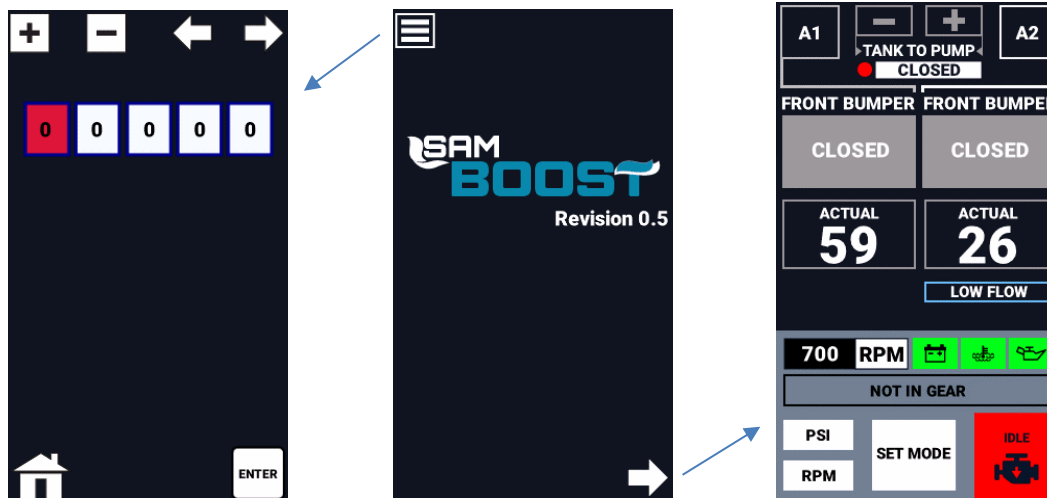 0 0 0 0 0
ENTER
SAM
BOOST
Revision 0.5
A1
A2
TANK TO PUMP
CLOSED
FRONT BUMPER FRONT BUMPE
CLOSED CLOSED
ACTUAL ACTUAL
59 26
LOW FLOW
700 RPM
NOT IN GEAR
PSI
SET MODE
IDLE
RPM